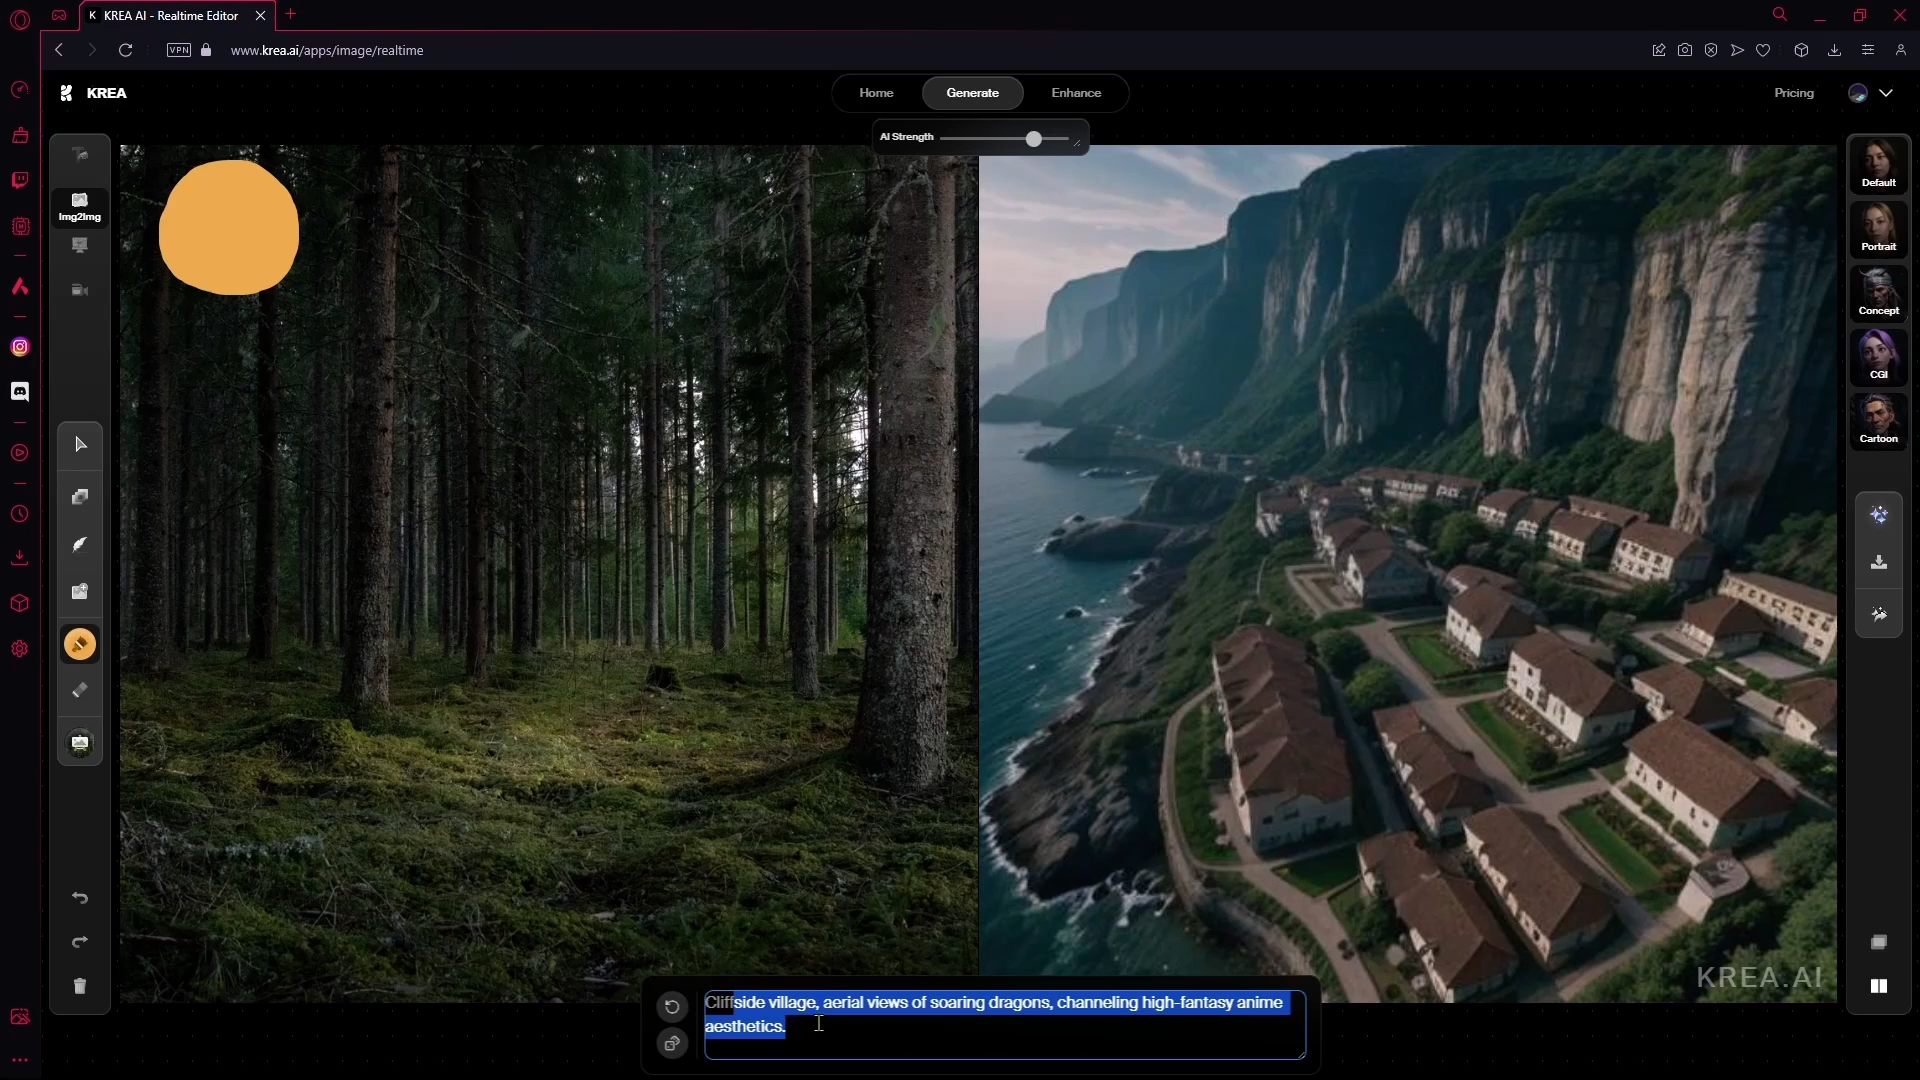 KREA AI - Realtime Editor
VPN
www.krea.ai/apps/image/realtime
KREA
Home
Generate
Enhance
Pricing
AI Strength
Img2Img
Default
Portrait
Concept
CGI
Cartoon
KREA.AI
Cliffside village, aerial views of soaring dragons, channeling high-fantasy anime
aesthetics.